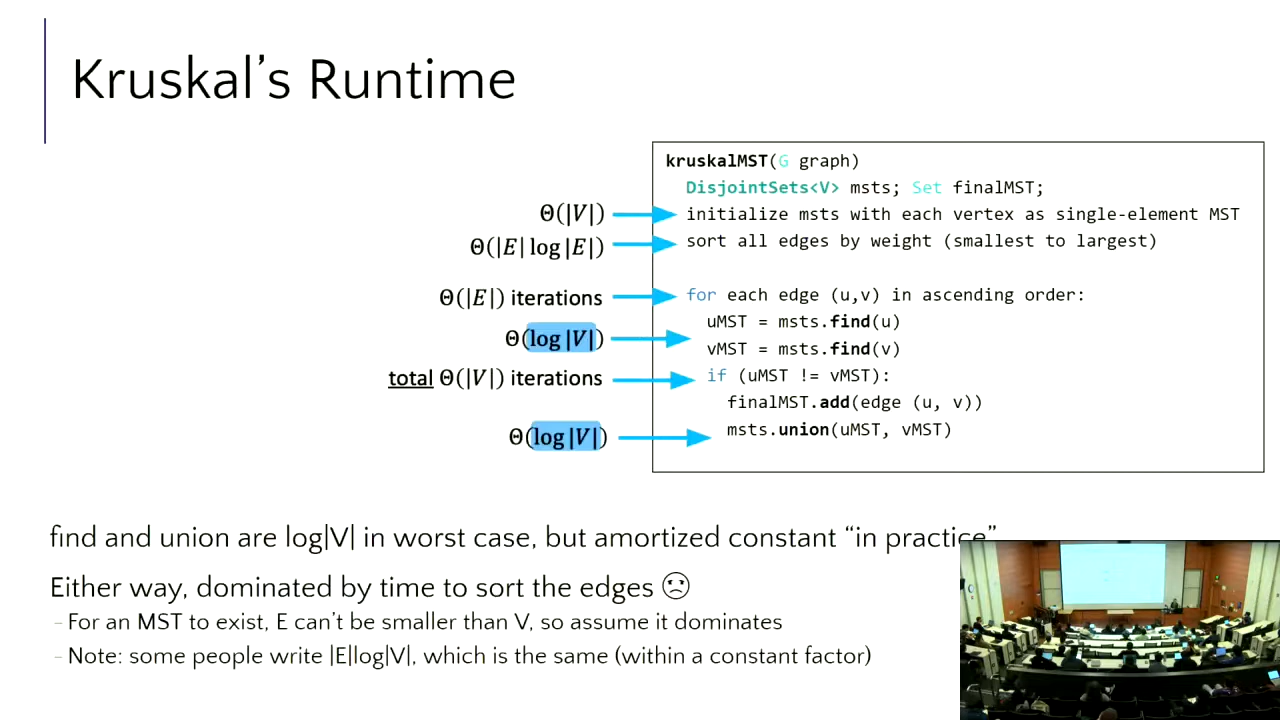 Kruskal's Runtime
kruskalMST(G graph)
DisjointSets<V> msts; Set finalMST;
Θ(|V|) initialize msts with each vertex as single-element MST
Θ(|E| log |E|) sort all edges by weight (smallest to largest)
Θ(|E|) iterations for each edge (u,v) in ascending order:
uMST = msts.find(u)
Θ(log |V|)
vMST = msts.find(v)
total Θ(|V|) iterations if (uMST != vMST):
finalMST.add(edge (u, v))
Θ(log |V|) msts.union(uMST, vMST)
find and union are log|V| in worst case, but amortized constant “in practice”
Either way, dominated by time to sort the edges ☹
- For an MST to exist, E can't be smaller than V, so assume it dominates
- Note: some people write |E|log|V|, which is the same (within a constant factor)